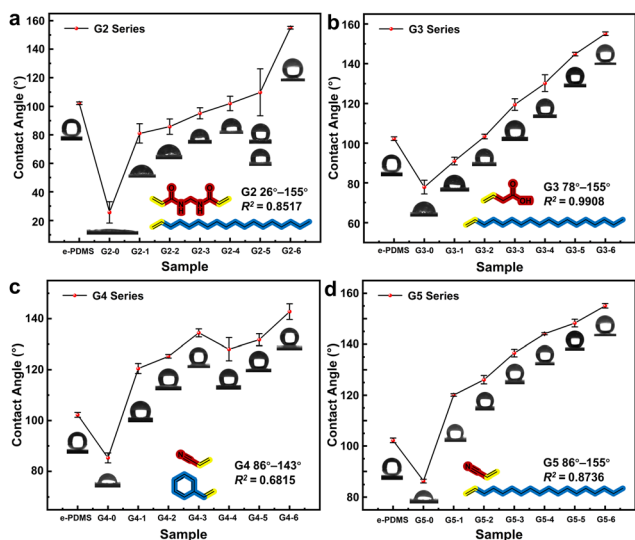 a
G2 Series
Contact Angle (°)
160
140
120
100
80
60
40
20
O
O
H
H
G2 26°–155°
R² = 0.8517
e-PDMS G2-0 G2-1 G2-2 G2-3 G2-4 G2-5 G2-6
Sample
b
G3 Series
Contact Angle (°)
160
140
120
100
80
60
O
OH
G3 78°–155°
R² = 0.9908
e-PDMS G3-0 G3-1 G3-2 G3-3 G3-4 G3-5 G3-6
Sample
c
G4 Series
Contact Angle (°)
140
120
100
80
G4 86°–143°
R² = 0.6815
e-PDMS G4-0 G4-1 G4-2 G4-3 G4-4 G4-5 G4-6
Sample
d
G5 Series
Contact Angle (°)
160
140
120
100
80
G5 86°–155°
R² = 0.8736
e-PDMS G5-0 G5-1 G5-2 G5-3 G5-4 G5-5 G5-6
Sample